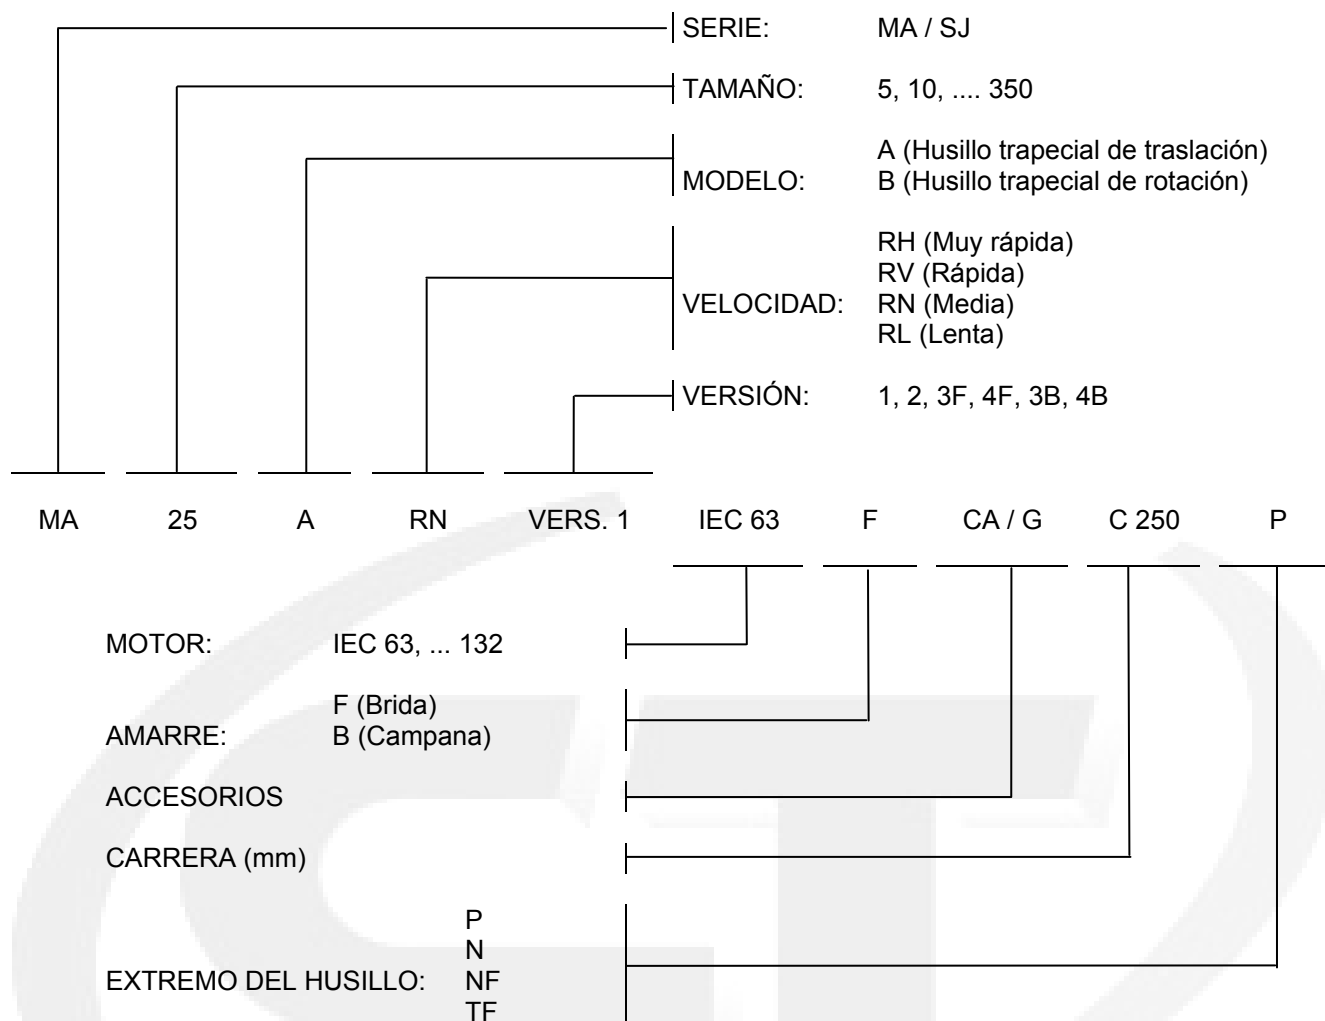 SERIE: MA / SJ
TAMAÑO: 5, 10, .... 350
A (Husillo trapecial de traslación)
MODELO: B (Husillo trapecial de rotación)
RH (Muy rápida)
RV (Rápida)
VELOCIDAD: RN (Media)
RL (Lenta)
VERSIÓN: 1, 2, 3F, 4F, 3B, 4B
MA 25 A RN VERS. 1 IEC 63 F CA / G C 250 P
MOTOR: IEC 63, ... 132
F (Brida)
AMARRE: B (Campana)
ACCESORIOS
CARRERA (mm)
P
N
EXTREMO DEL HUSILLO: NF
TF